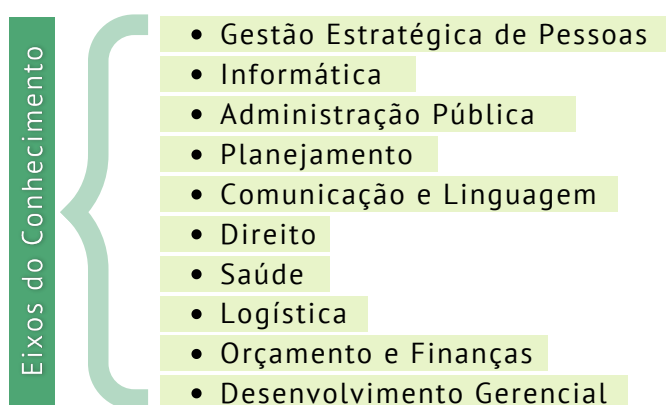 Eixos do Conhecimento
• Gestão Estratégica de Pessoas
• Informática
• Administração Pública
• Planejamento
• Comunicação e Linguagem
• Direito
• Saúde
• Logística
• Orçamento e Finanças
• Desenvolvimento Gerencial